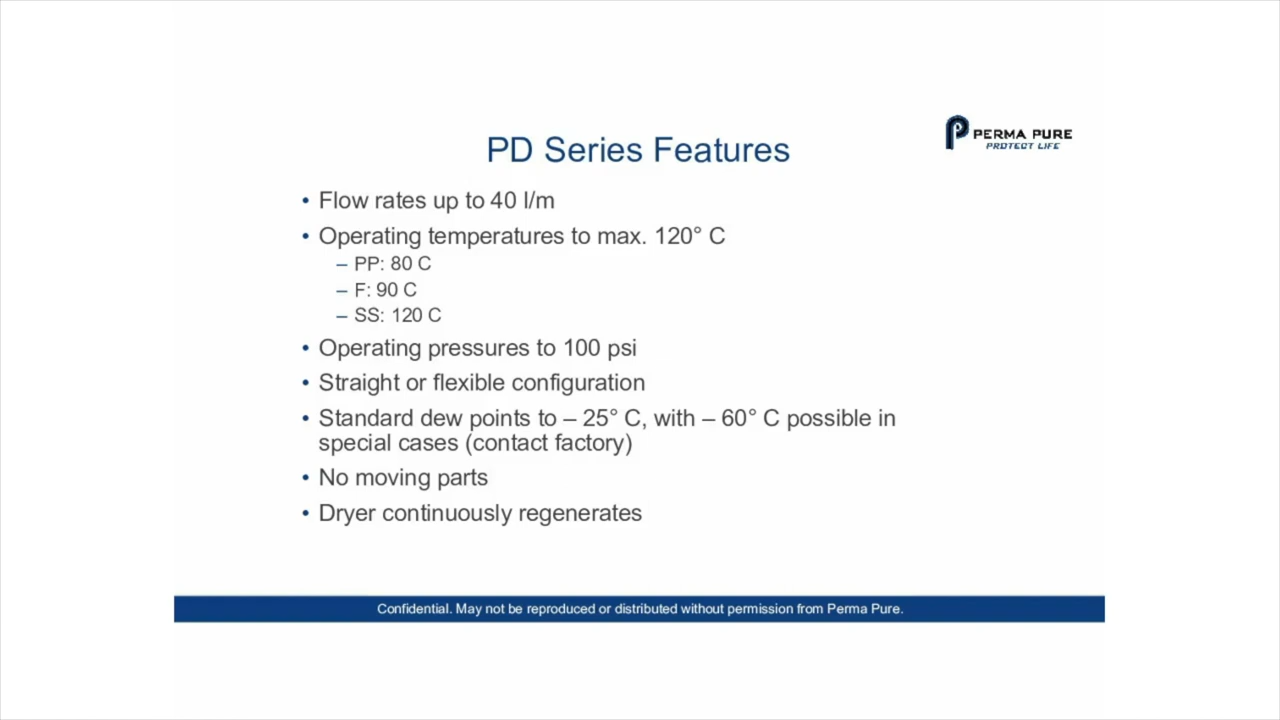 PERMA PURE
PROTECT LIFE
PD Series Features
• Flow rates up to 40 l/m
• Operating temperatures to max. 120° C
– PP: 80 C
– F: 90 C
– SS: 120 C
• Operating pressures to 100 psi
• Straight or flexible configuration
• Standard dew points to – 25° C, with – 60° C possible in
special cases (contact factory)
• No moving parts
• Dryer continuously regenerates
Confidential. May not be reproduced or distributed without permission from Perma Pure.